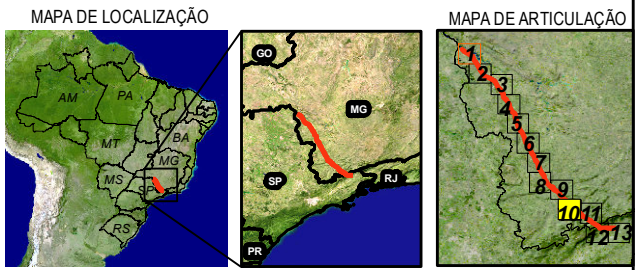 MAPA DE LOCALIZAÇÃO
AM
PA
MT
BA
MG
MS
SP
RS
GO
MG
SP
RJ
PR
MAPA DE ARTICULAÇÃO
1
2
3
4
5
6
7
8
9
10
11
12
13